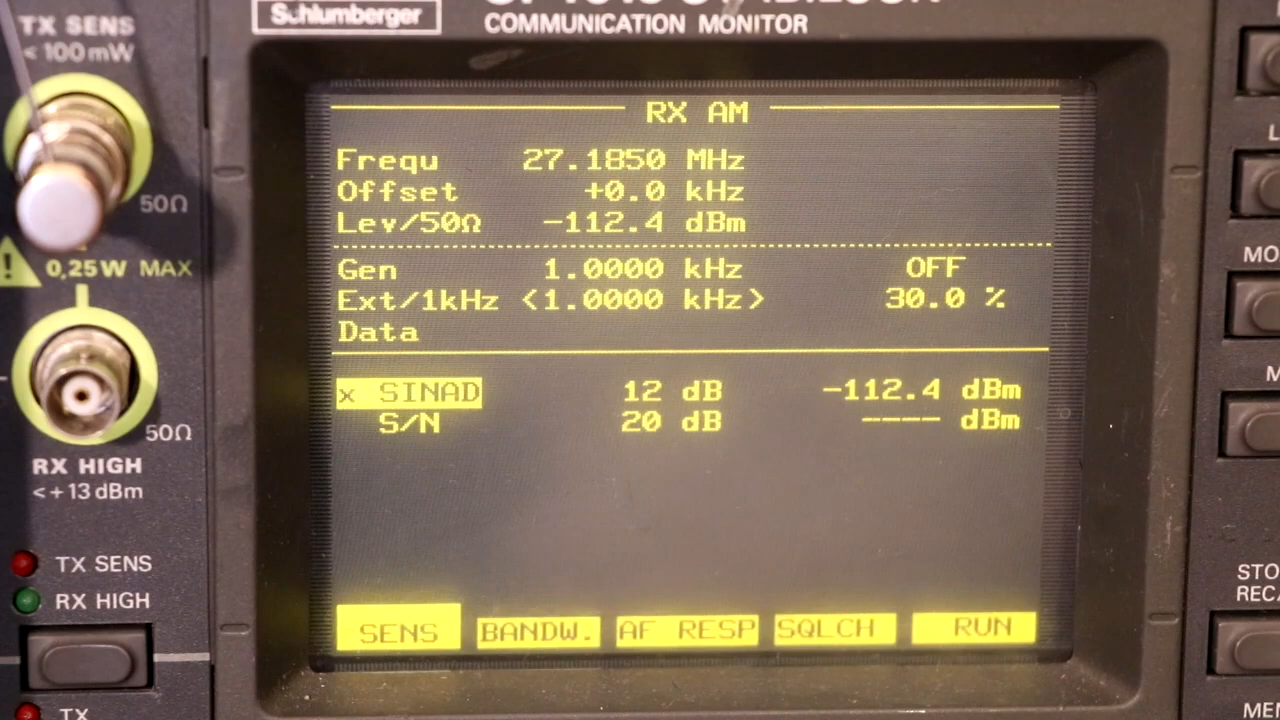 Schlumberger
COMMUNICATION MONITOR
TX SENS
< 100 mW
50Ω
! 0,25W MAX
50Ω
RX HIGH
< + 13 dBm
TX SENS
RX HIGH
TX
RX AM
Frequ 27.1850 MHz
Offset +0.0 kHz
Lev/50Ω -112.4 dBm
Gen 1.0000 kHz OFF
Ext/1kHz <1.0000 kHz> 30.0 %
Data
x SINAD 12 dB -112.4 dBm
S/N 20 dB ---- dBm
SENS BANDW. AF RESP SQLCH RUN